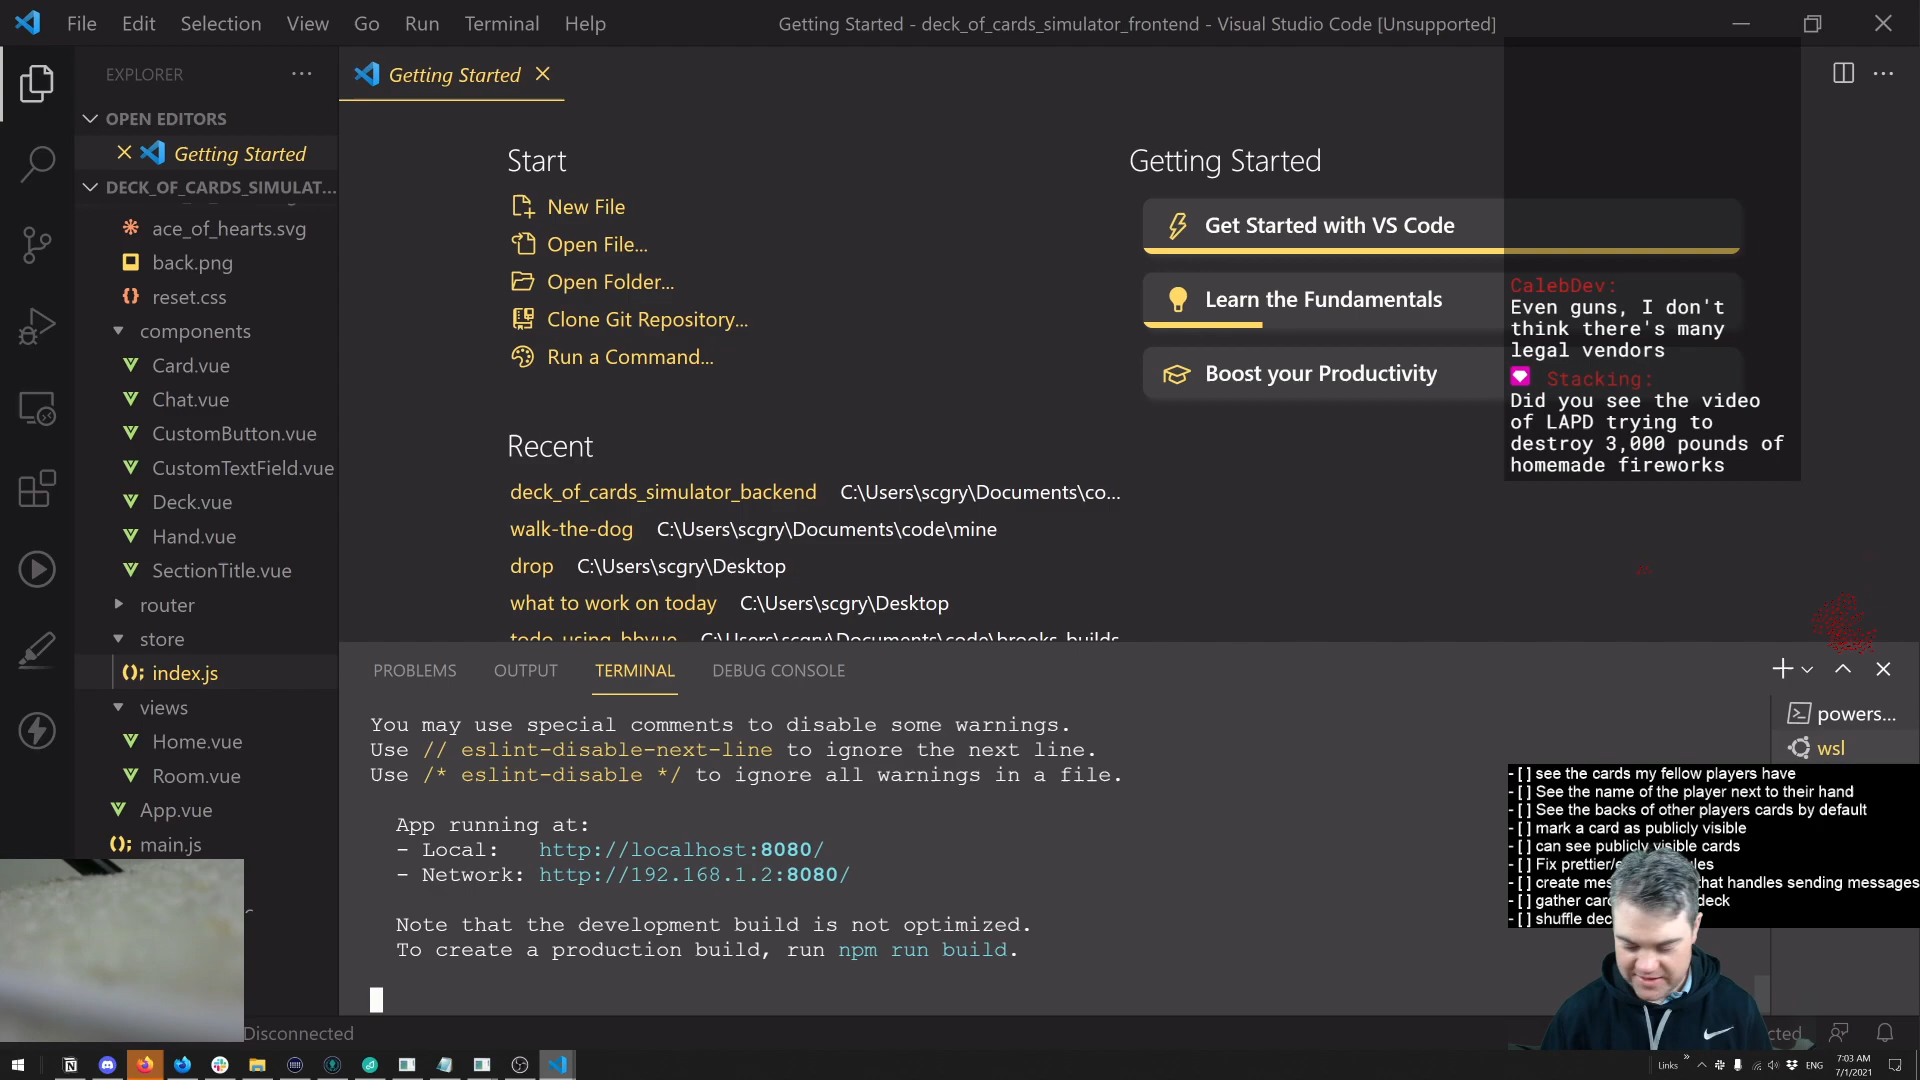 File Edit Selection View Go Run Terminal Help
Getting Started - deck_of_cards_simulator_frontend - Visual Studio Code [Unsupported]
EXPLORER
OPEN EDITORS
Getting Started
DECK_OF_CARDS_SIMULAT...
ace_of_hearts.svg
back.png
reset.css
components
Card.vue
Chat.vue
CustomButton.vue
CustomTextField.vue
Deck.vue
Hand.vue
SectionTitle.vue
router
store
index.js
views
Home.vue
Room.vue
App.vue
main.js
Disconnected
Getting Started
Start
New File
Open File...
Open Folder...
Clone Git Repository...
Run a Command...
Recent
deck_of_cards_simulator_backend C:\Users\scgry\Documents\co...
walk-the-dog C:\Users\scgry\Documents\code\mine
drop C:\Users\scgry\Desktop
what to work on today C:\Users\scgry\Desktop
todo_using_bbvue C:\Users\scgry\Documents\code\brooks_builds
Getting Started
Get Started with VS Code
Learn the Fundamentals
Boost your Productivity
CalebDev:
Even guns, I don't
think there's many
legal vendors
Stacking:
Did you see the video
of LAPD trying to
destroy 3,000 pounds of
homemade fireworks
PROBLEMS OUTPUT TERMINAL DEBUG CONSOLE
You may use special comments to disable some warnings.
Use // eslint-disable-next-line to ignore the next line.
Use /* eslint-disable */ to ignore all warnings in a file.
App running at:
- Local: http://localhost:8080/
- Network: http://192.168.1.2:8080/
Note that the development build is not optimized.
To create a production build, run npm run build.
powers...
wsl
- [ ] see the cards my fellow players have
- [ ] See the name of the player next to their hand
- [ ] See the backs of other players cards by default
- [ ] mark a card as publicly visible
- [ ] can see publicly visible cards
- [ ] Fix prettier/
- [ ] create that handles sending messages
- [ ] gather deck
- [ ] shuffle
Links
ENG
7:03 AM
7/1/2021